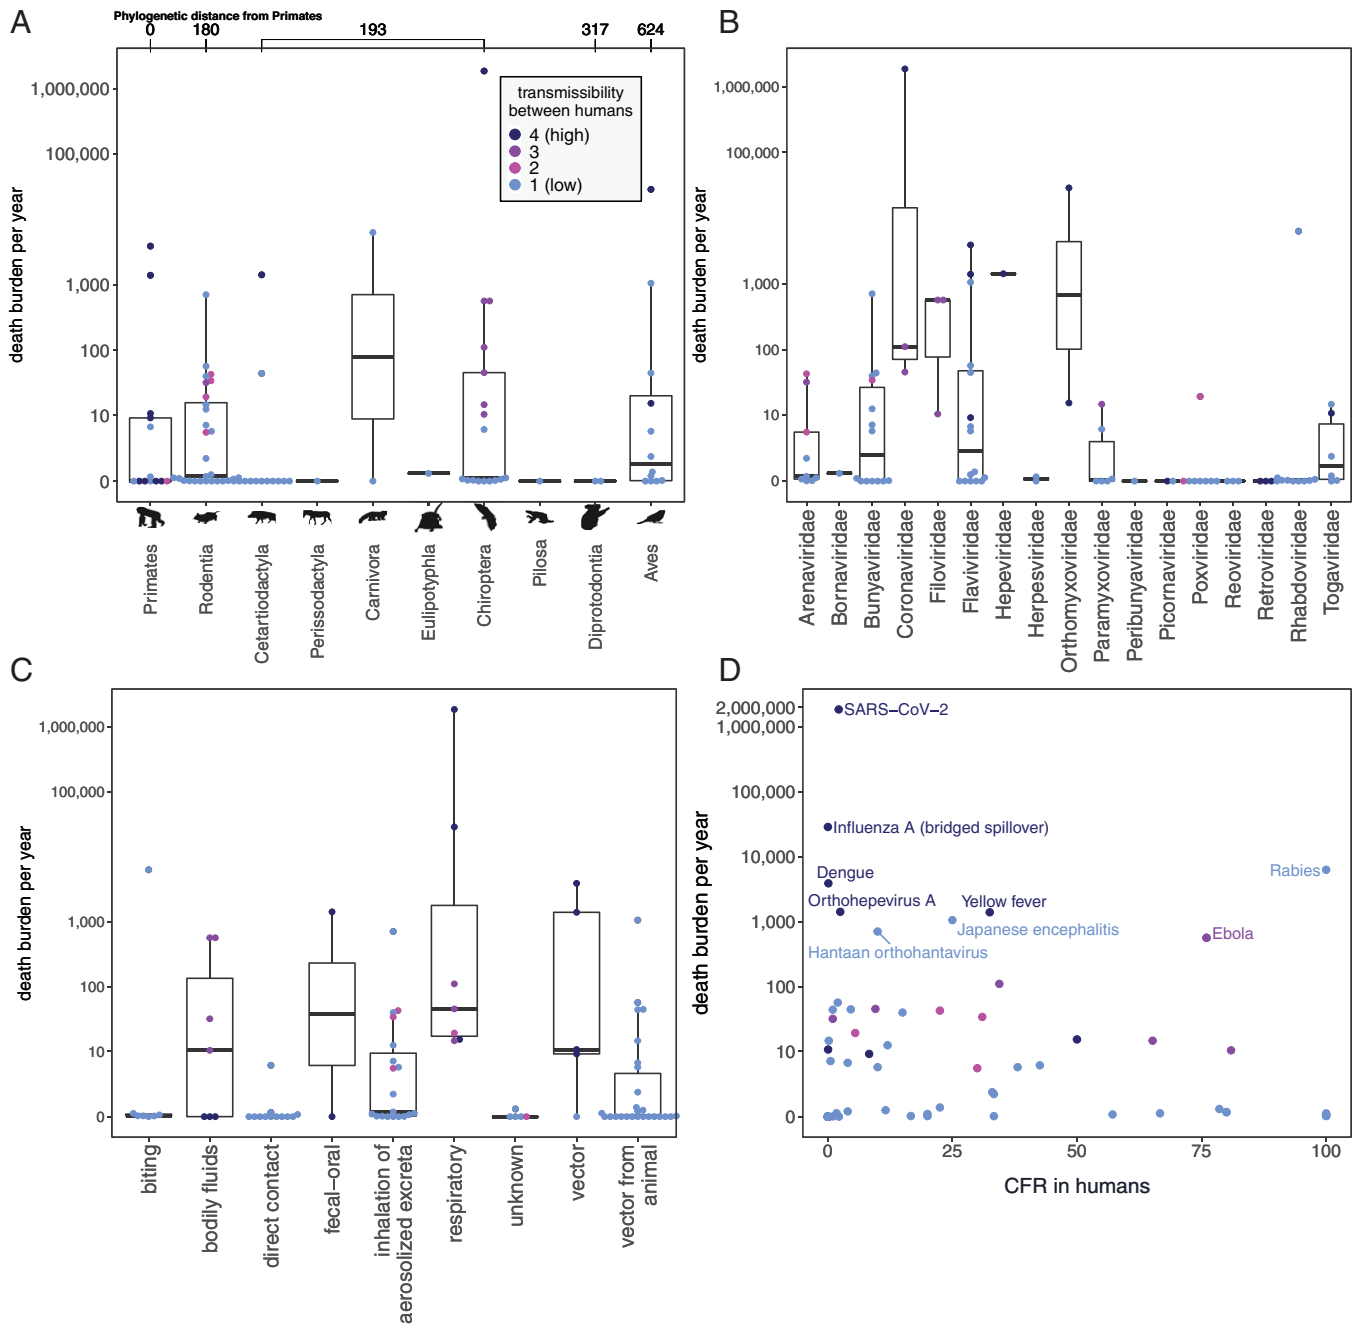 A
Phylogenetic distance from Primates
0 180 193 317 624
1,000,000
100,000
1,000
100
10
0
death burden per year
transmissibility
between humans
4 (high)
3
2
1 (low)
Primates
Rodentia
Cetartiodactyla
Perissodactyla
Carnivora
Eulipotyphla
Chiroptera
Pilosa
Diprotodontia
Aves
B
1,000,000
100,000
1,000
100
10
0
death burden per year
Arenaviridae
Bornaviridae
Bunyaviridae
Coronaviridae
Filoviridae
Flaviviridae
Hepeviridae
Herpesviridae
Orthomyxoviridae
Paramyxoviridae
Peribunyaviridae
Picornaviridae
Poxviridae
Reoviridae
Retroviridae
Rhabdoviridae
Togaviridae
C
1,000,000
100,000
1,000
100
10
0
death burden per year
biting
bodily fluids
direct contact
fecal–oral
inhalation of
aerosolized excreta
respiratory
unknown
vector
vector from
animal
D
2,000,000
1,000,000
100,000
10,000
1,000
100
10
0
death burden per year
SARS–CoV–2
Influenza A (bridged spillover)
Dengue
Rabies
Orthohepevirus A
Yellow fever
Japanese encephalitis
Ebola
Hantaan orthohantavirus
0 25 50 75 100
CFR in humans